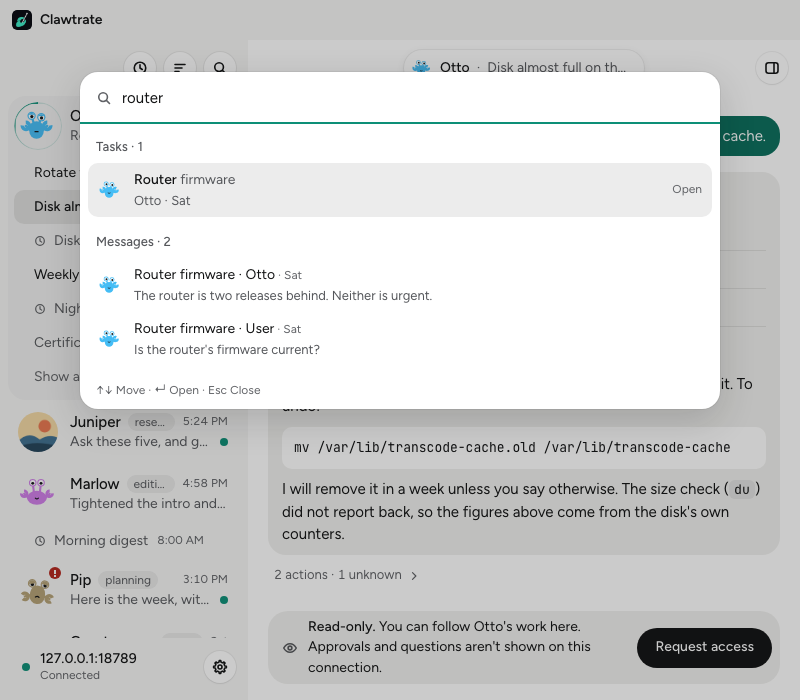 Clawtrate
Otto · Disk almost full on th...
router
cache.
Tasks · 1
Router firmware
Otto · Sat
Open
Messages · 2
Router firmware · Otto · Sat
The router is two releases behind. Neither is urgent.
Router firmware · User · Sat
Is the router's firmware current?
↑↓ Move · ↵ Open · Esc Close
Rotate
Disk
Weekly
Show a
Juniper rese... 5:24 PM
Ask these five, and g...
Marlow editi... 4:58 PM
Tightened the intro and...
Morning digest 8:00 AM
Pip planning 3:10 PM
Here is the week, wit...
127.0.0.1:18789
Connected
it. To
mv /var/lib/transcode-cache.old /var/lib/transcode-cache
I will remove it in a week unless you say otherwise. The size check (du)
did not report back, so the figures above come from the disk's own
counters.
2 actions · 1 unknown
Read-only. You can follow Otto's work here.
Approvals and questions aren't shown on this
connection.
Request access